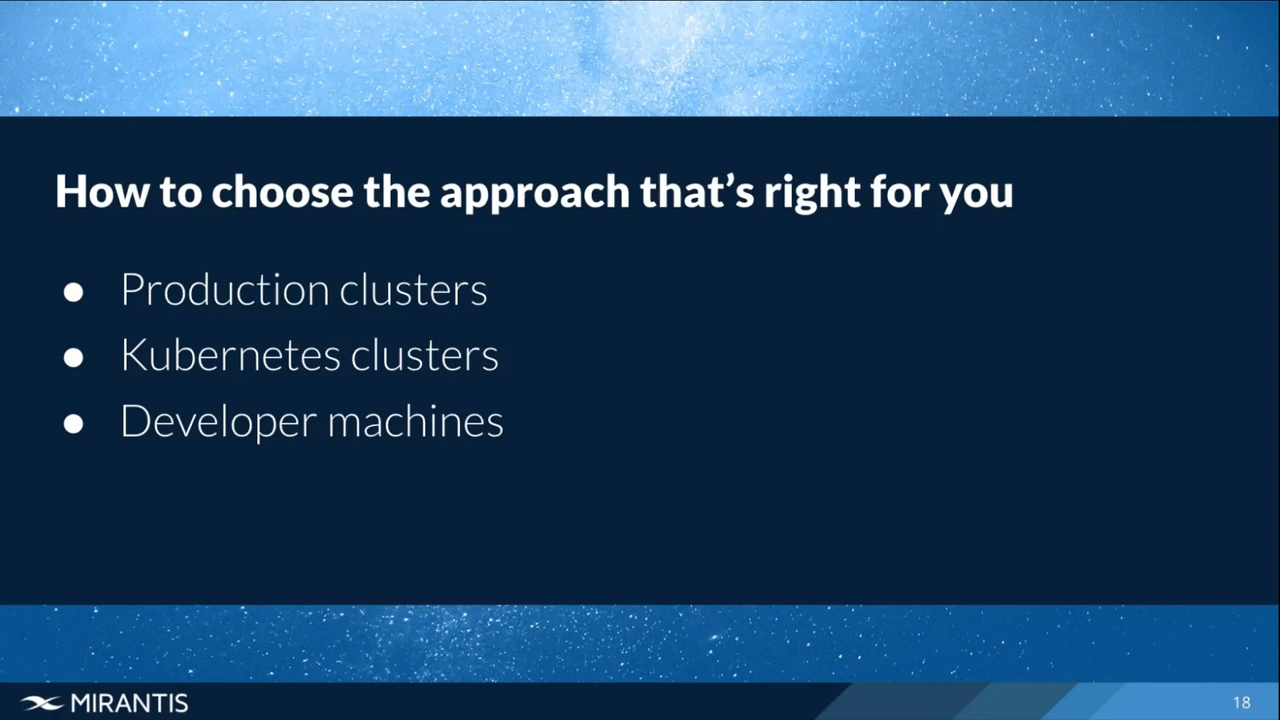 How to choose the approach that’s right for you
● Production clusters
● Kubernetes clusters
● Developer machines
MIRANTIS
18